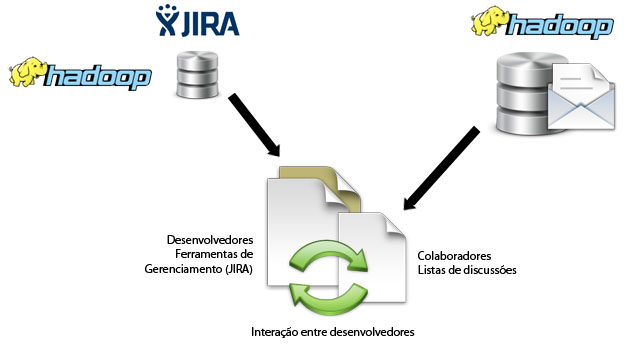 JIRA
hadoop
hadoop
Desenvolvedores
Ferramentas de
Gerenciamento (JIRA)
Colaboradores
Listas de discussões
Interação entre desenvolvedores